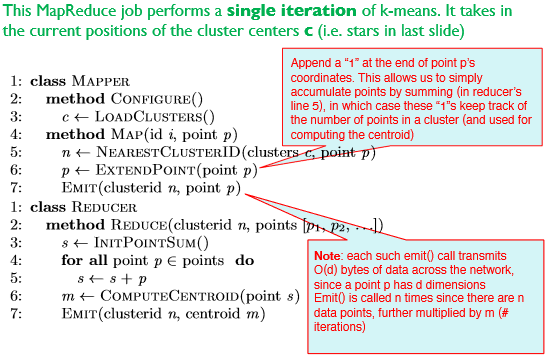 This MapReduce job performs a single iteration of k-means. It takes in
the current positions of the cluster centers c (i.e. stars in last slide)
Append a "1" at the end of point p's
coordinates. This allows us to simply
accumulate points by summing (in reducer's
line 5), in which case these "1"s keep track of
the number of points in a cluster (and used for
computing the centroid)
1: class MAPPER
2: method CONFIGURE()
3: c ← LOADCLUSTERS()
4: method MAP(id i, point p)
5: n ← NEARESTCLUSTERID(clusters c, point p)
6: p ← EXTENDPOINT(point p)
7: EMIT(clusterid n, point p)
1: class REDUCER
2: method REDUCE(clusterid n, points [p1, p2, ...])
3: s ← INITPOINTSUM()
4: for all point p ∈ points do
5: s ← s + p
6: m ← COMPUTECENTROID(point s)
7: EMIT(clusterid n, centroid m)
Note: each such emit() call transmits
O(d) bytes of data across the network,
since a point p has d dimensions
Emit() is called n times since there are n
data points, further multiplied by m (#
iterations)